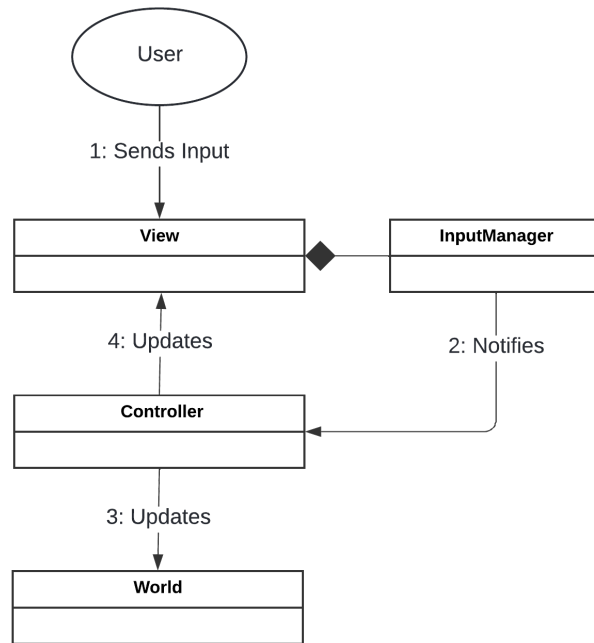 User
1: Sends Input
View
InputManager
4: Updates
2: Notifies
Controller
3: Updates
World